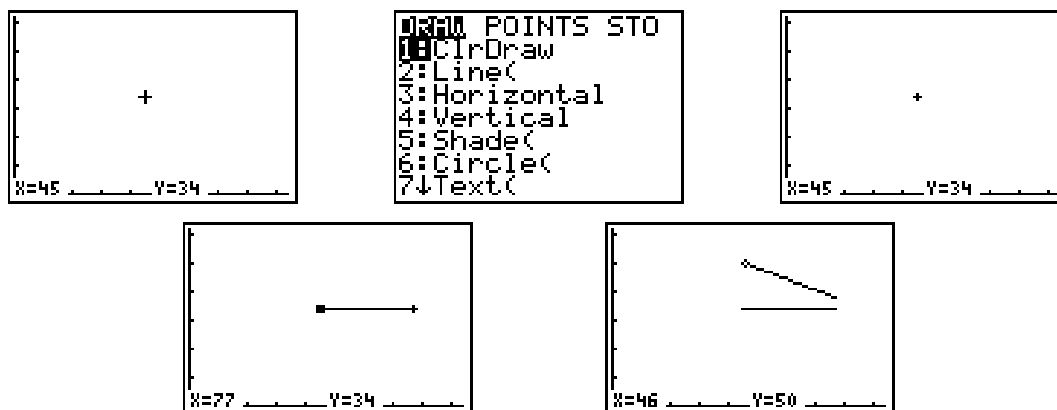 X=45 Y=34
DRAW POINTS STO
1:ClrDraw
2:Line(
3:Horizontal
4:Vertical
5:Shade(
6:Circle(
7↓Text(
X=45 Y=34
X=77 Y=34
X=46 Y=50